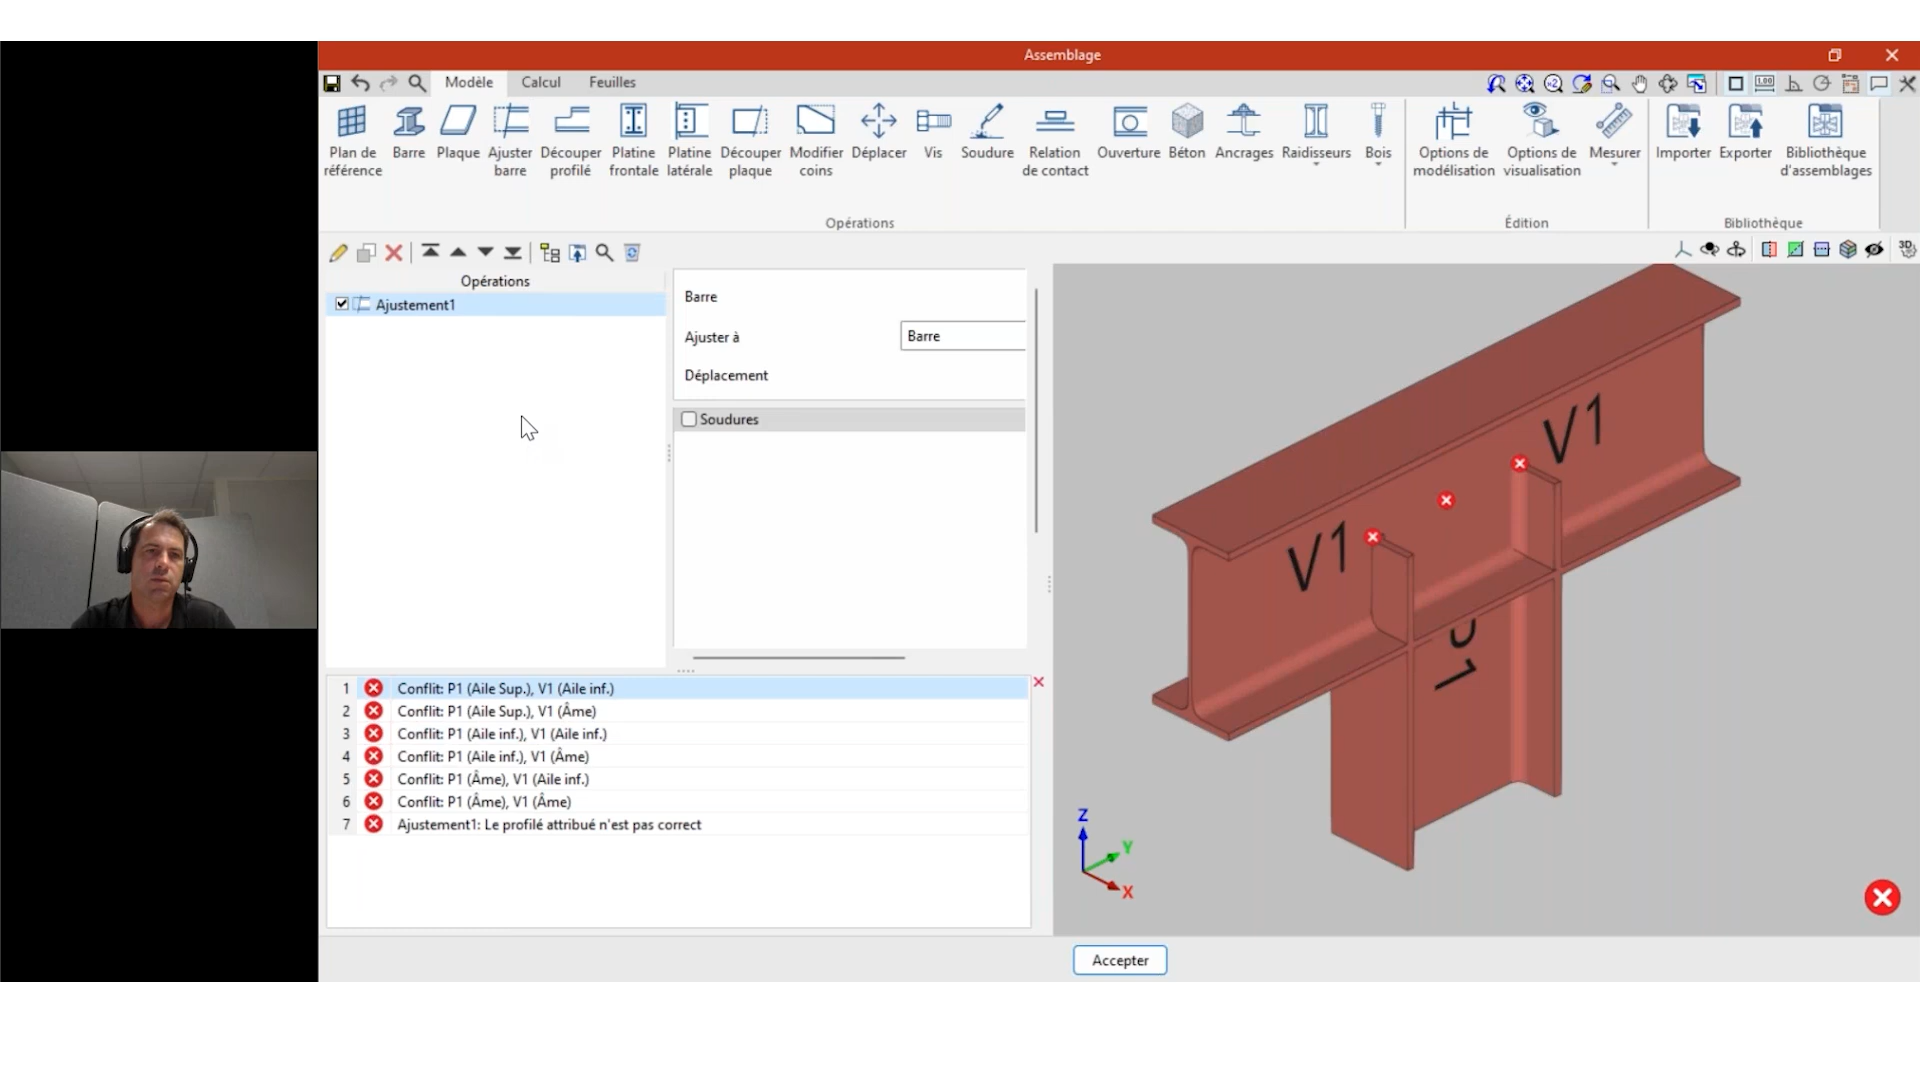 Assemblage
Modèle Calcul Feuilles
Plan de référence
Barre
Plaque
Ajuster barre
Découper profilé
Platine frontale
Platine latérale
Découper plaque
Modifier coins
Déplacer
Vis
Soudure
Relation de contact
Ouverture
Béton
Ancrages
Raidisseurs
Bois
Options de modélisation
Options de visualisation
Mesurer
Importer
Exporter
Bibliothèque d'assemblages
Opérations
Édition
Bibliothèque
Opérations
Ajustement1
Barre
Ajuster à Barre
Déplacement
Soudures
1 Conflit: P1 (Aile Sup.), V1 (Aile inf.)
2 Conflit: P1 (Aile Sup.), V1 (Âme)
3 Conflit: P1 (Aile inf.), V1 (Aile inf.)
4 Conflit: P1 (Aile inf.), V1 (Âme)
5 Conflit: P1 (Âme), V1 (Aile inf.)
6 Conflit: P1 (Âme), V1 (Âme)
7 Ajustement1: Le profilé attribué n'est pas correct
V1
V1
Z
Y
X
3D
Accepter